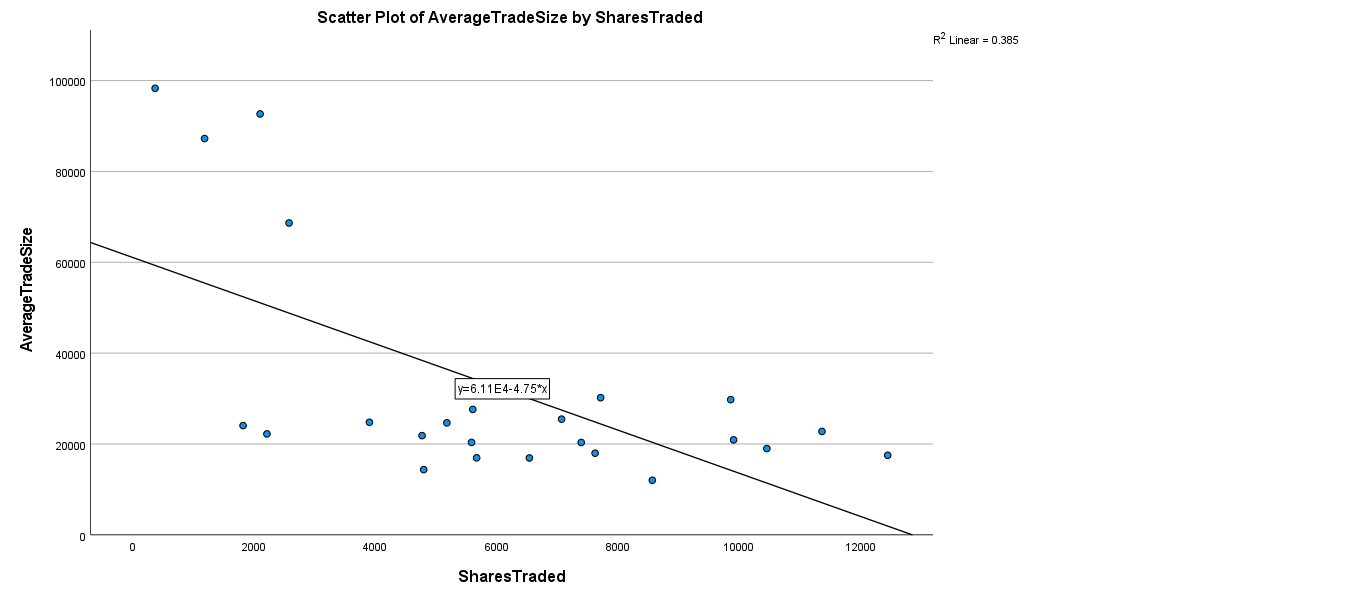 Scatter Plot of AverageTradeSize by SharesTraded
R2 Linear = 0.385
100000
80000
60000
40000
20000
0
AverageTradeSize
y=6.11E4-4.75*x
0 2000 4000 6000 8000 10000 12000
SharesTraded